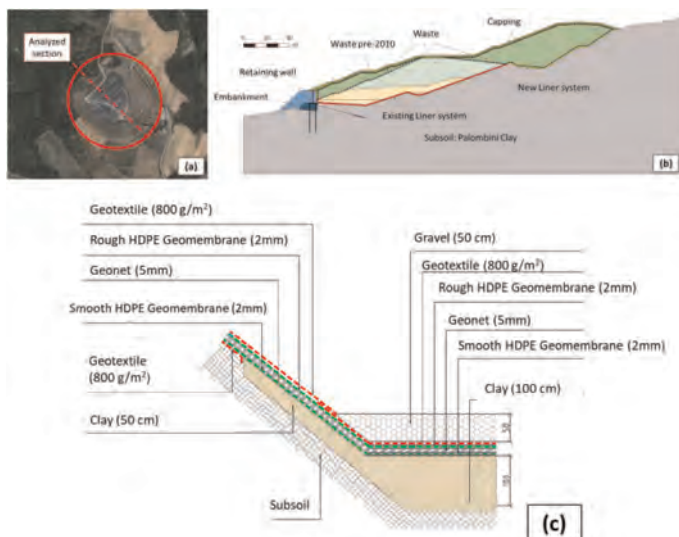 Analyzed
section
(a)
Capping
Waste
Waste pre-2010
Retaining wall
Embankment
New Liner system
Existing Liner system
Subsoil: Palombini Clay
(b)
Geotextile (800 g/m²)
Rough HDPE Geomembrane (2mm)
Geonet (5mm)
Smooth HDPE Geomembrane (2mm)
Geotextile
(800 g/m²)
Clay (50 cm)
Subsoil
Gravel (50 cm)
Geotextile (800 g/m²)
Rough HDPE Geomembrane (2mm)
Geonet (5mm)
Smooth HDPE Geomembrane (2mm)
Clay (100 cm)
50
100
(c)